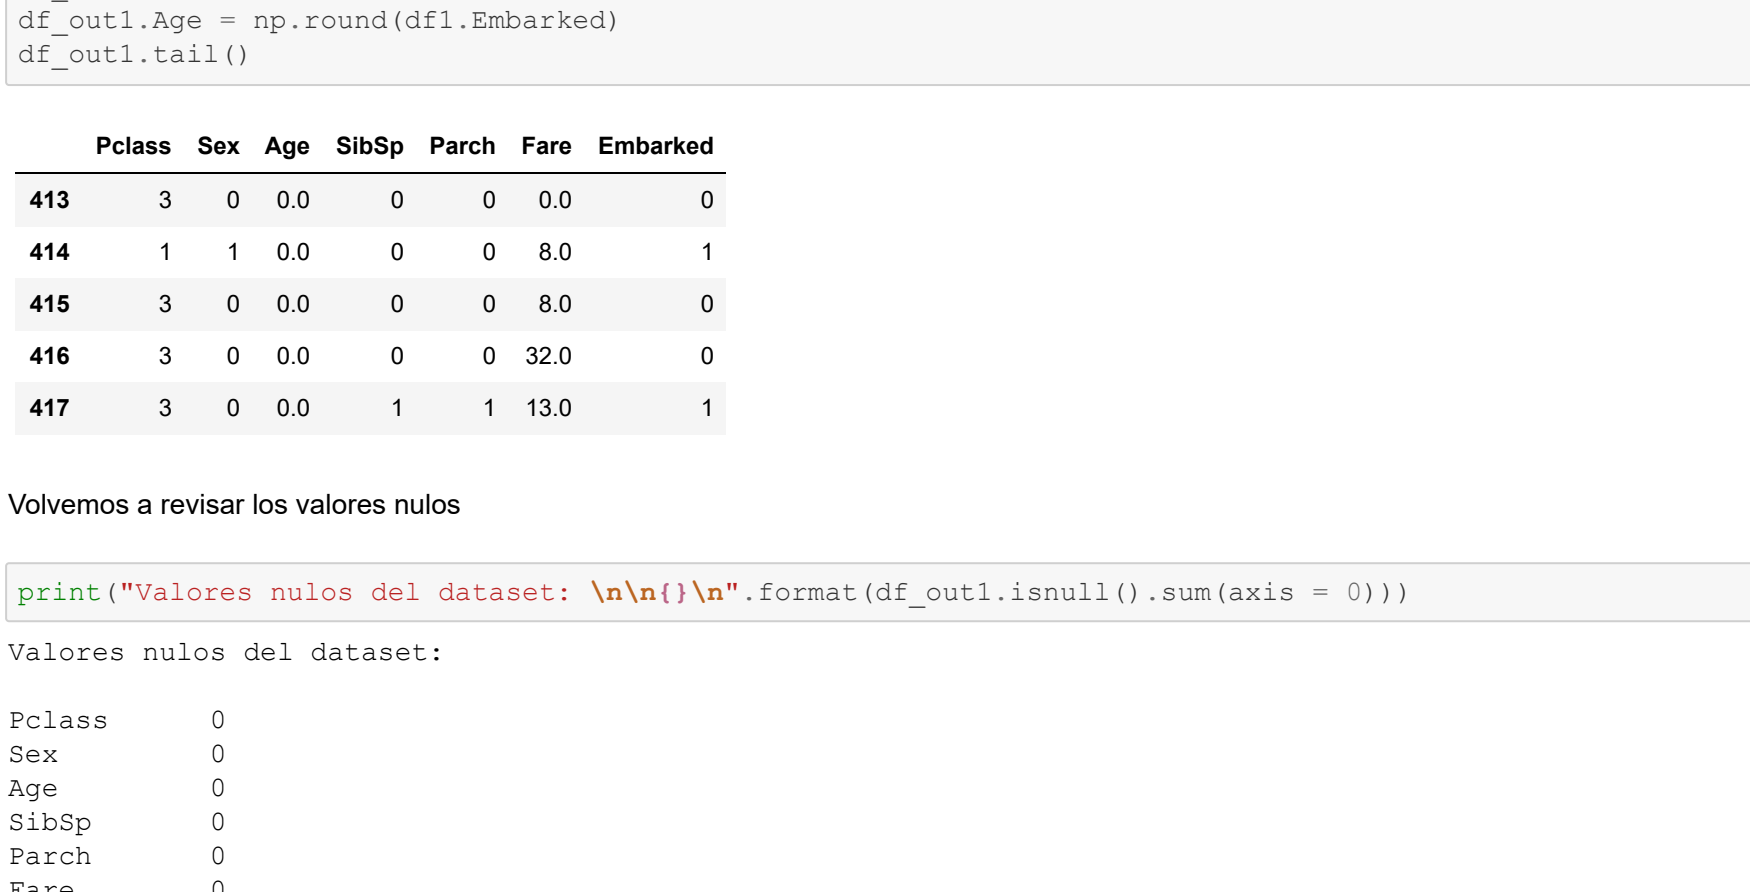 df_out1.Age = np.round(df1.Embarked)
df_out1.tail()
Pclass Sex Age SibSp Parch Fare Embarked
413 3 0 0.0 0 0 0.0 0
414 1 1 0.0 0 0 8.0 1
415 3 0 0.0 0 0 8.0 0
416 3 0 0.0 0 0 32.0 0
417 3 0 0.0 1 1 13.0 1
Volvemos a revisar los valores nulos
print("Valores nulos del dataset: \n\n{}\n".format(df_out1.isnull().sum(axis = 0)))
Valores nulos del dataset:
Pclass 0
Sex 0
Age 0
SibSp 0
Parch 0
Fare 0